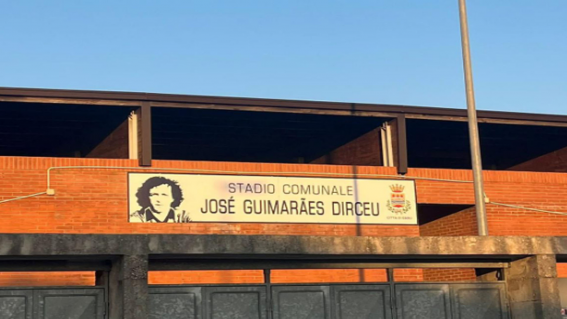 STADIO COMUNALE
JOSÉ GUIMARÃES DIRCEU